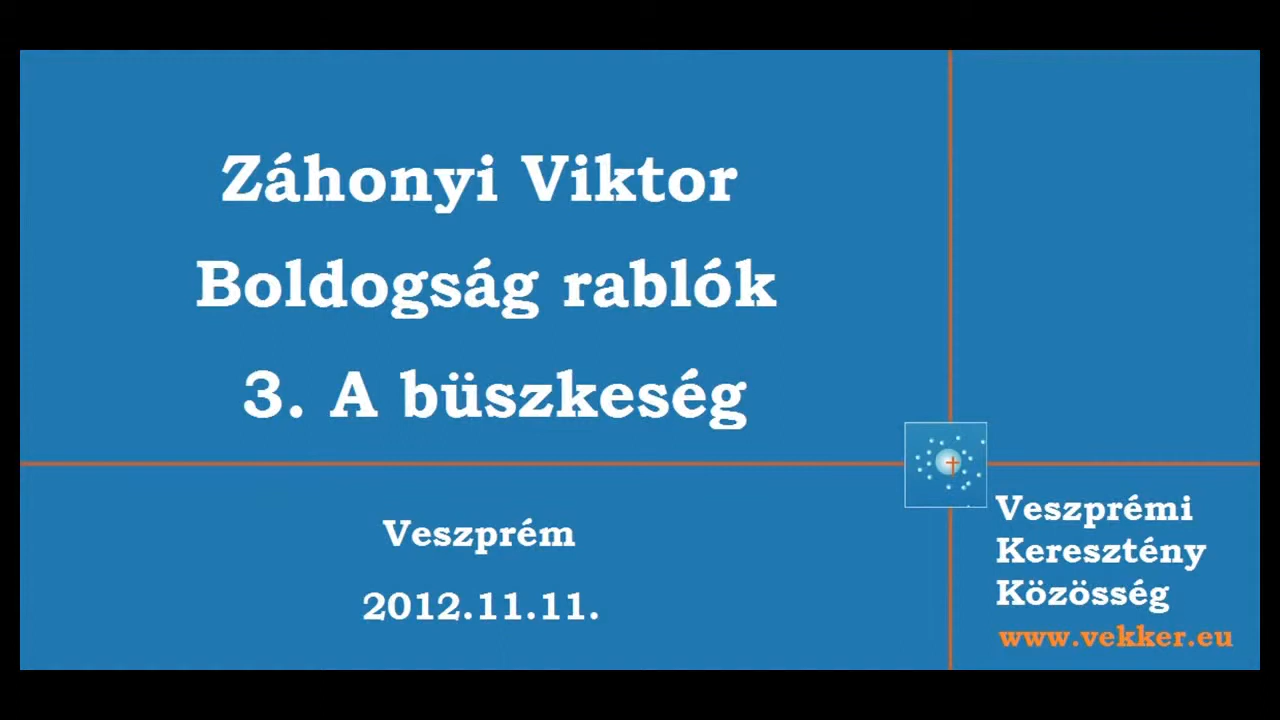 Záhonyi Viktor
Boldogság rablók
3. A büszkeség
Veszprém
2012.11.11.
Veszprémi
Keresztény
Közösség
www.vekker.eu